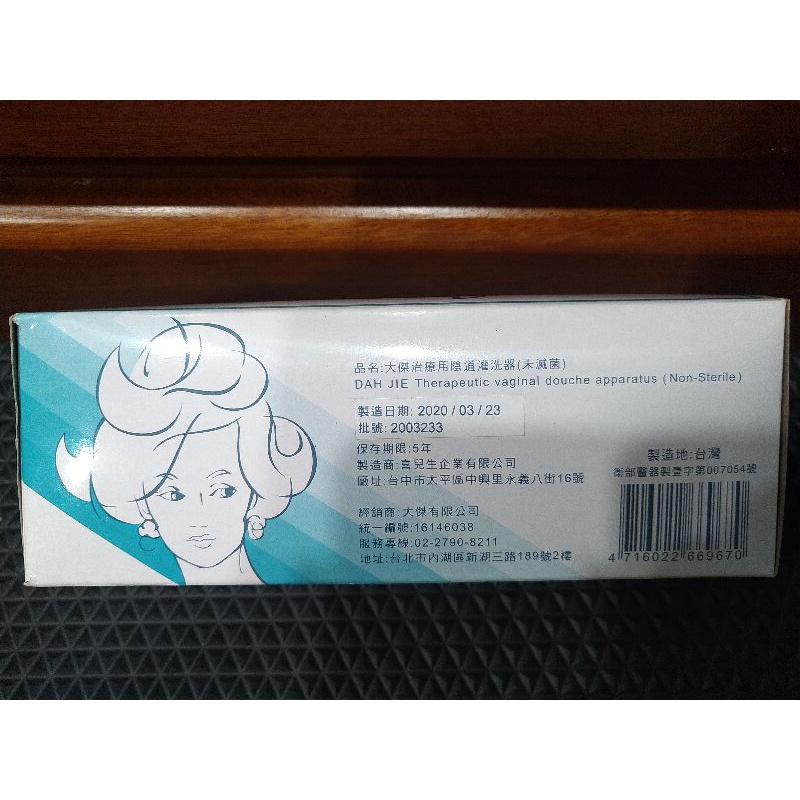 品名:大傑治療用陰道灌洗器(未滅菌)
DAH JIE Therapeutic vaginal douche apparatus (Non-Sterile)
製造日期: 2020 / 03 / 23
批號: 2003233
保存期限:5年
製造商:喜兒生企業有限公司
廠址:台中市太平區中興里永義八街16號
經銷商:大傑有限公司
統一編號:16146038
服務專線:02-2790-8211
地址:台北市內湖區新湖三路189號2樓
製造地:台灣
衛部醫器製壹字第007054號
4 716022 669670